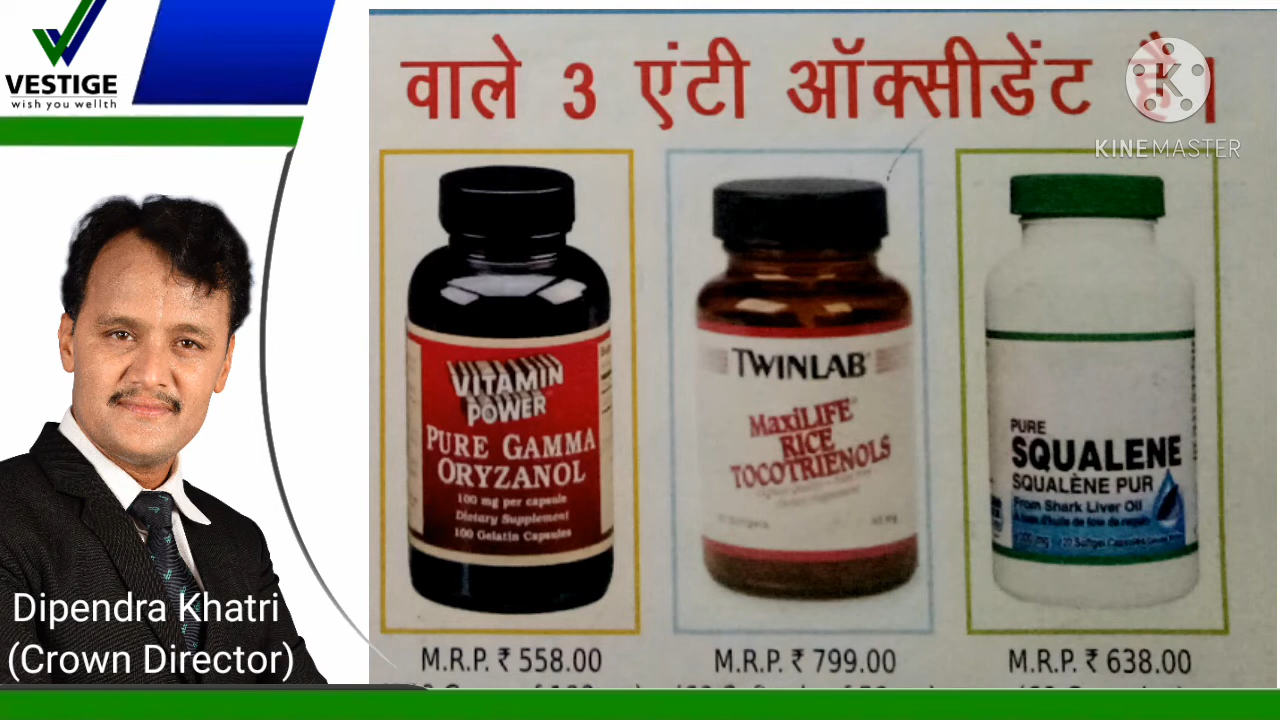 VESTIGE
wish you wellth
वाले 3 एंटी ऑक्सीडेंट हैं।
K
KINEMASTER
VITAMIN
POWER
PURE GAMMA
ORYZANOL
100 mg per capsule
Dietary Supplement
100 Gelatin Capsules
TWINLAB
MaxiLIFE
RICE
TOCOTRIENOLS
PURE
SQUALENE
SQUALÈNE PUR
From Shark Liver Oil
M.R.P. ₹ 558.00
M.R.P. ₹ 799.00
M.R.P. ₹ 638.00
Dipendra Khatri
(Crown Director)